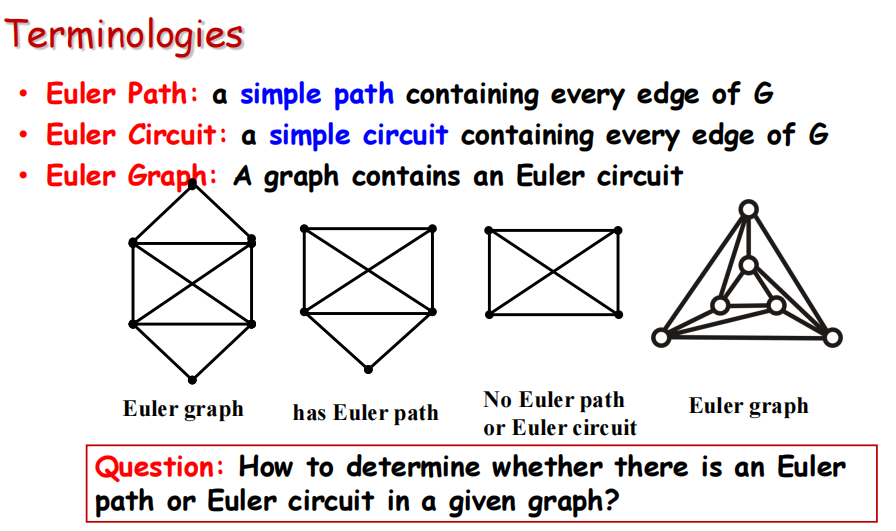 Terminologies
• Euler Path: a simple path containing every edge of G
• Euler Circuit: a simple circuit containing every edge of G
• Euler Graph: A graph contains an Euler circuit
Euler graph
has Euler path
No Euler path
or Euler circuit
Euler graph
Question: How to determine whether there is an Euler
path or Euler circuit in a given graph?